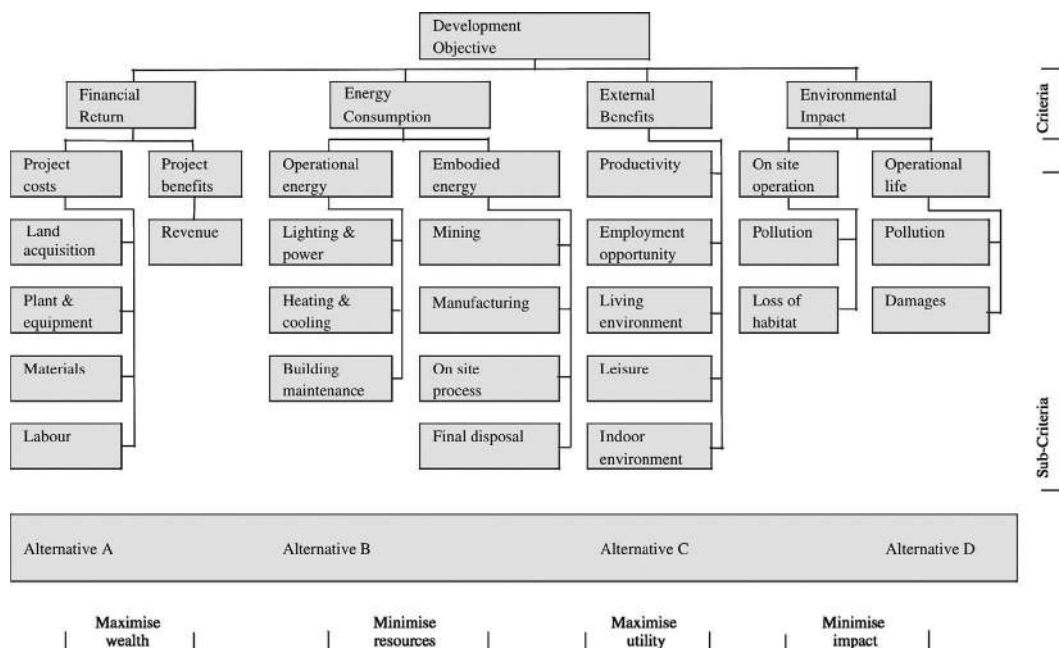 Development
Objective
Financial
Return
Energy
Consumption
External
Benefits
Environmental
Impact
Criteria
Project
costs
Project
benefits
Operational
energy
Embodied
energy
Productivity
On site
operation
Operational
life
Land
acquisition
Revenue
Lighting &
power
Mining
Employment
opportunity
Pollution
Pollution
Plant &
equipment
Heating &
cooling
Manufacturing
Living
environment
Loss of
habitat
Damages
Materials
Building
maintenance
On site
process
Leisure
Labour
Final disposal
Indoor
environment
Sub-Criteria
Alternative A
Alternative B
Alternative C
Alternative D
Maximise
wealth
Minimise
resources
Maximise
utility
Minimise
impact